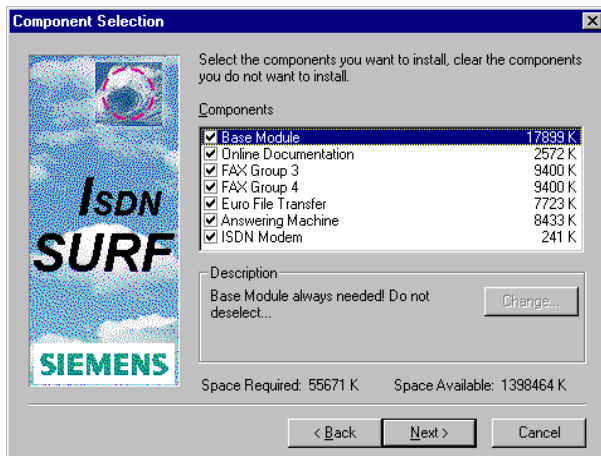 Component Selection
Select the components you want to install, clear the components
you do not want to install.
Components
Base Module 17899 K
Online Documentation 2572 K
FAX Group 3 9400 K
FAX Group 4 9400 K
Euro File Transfer 7723 K
Answering Machine 8433 K
ISDN Modem 241 K
ISDN
SURF
SIEMENS
Description
Base Module always needed! Do not
deselect...
Change...
Space Required: 55671 K Space Available: 1398464 K
< Back Next > Cancel